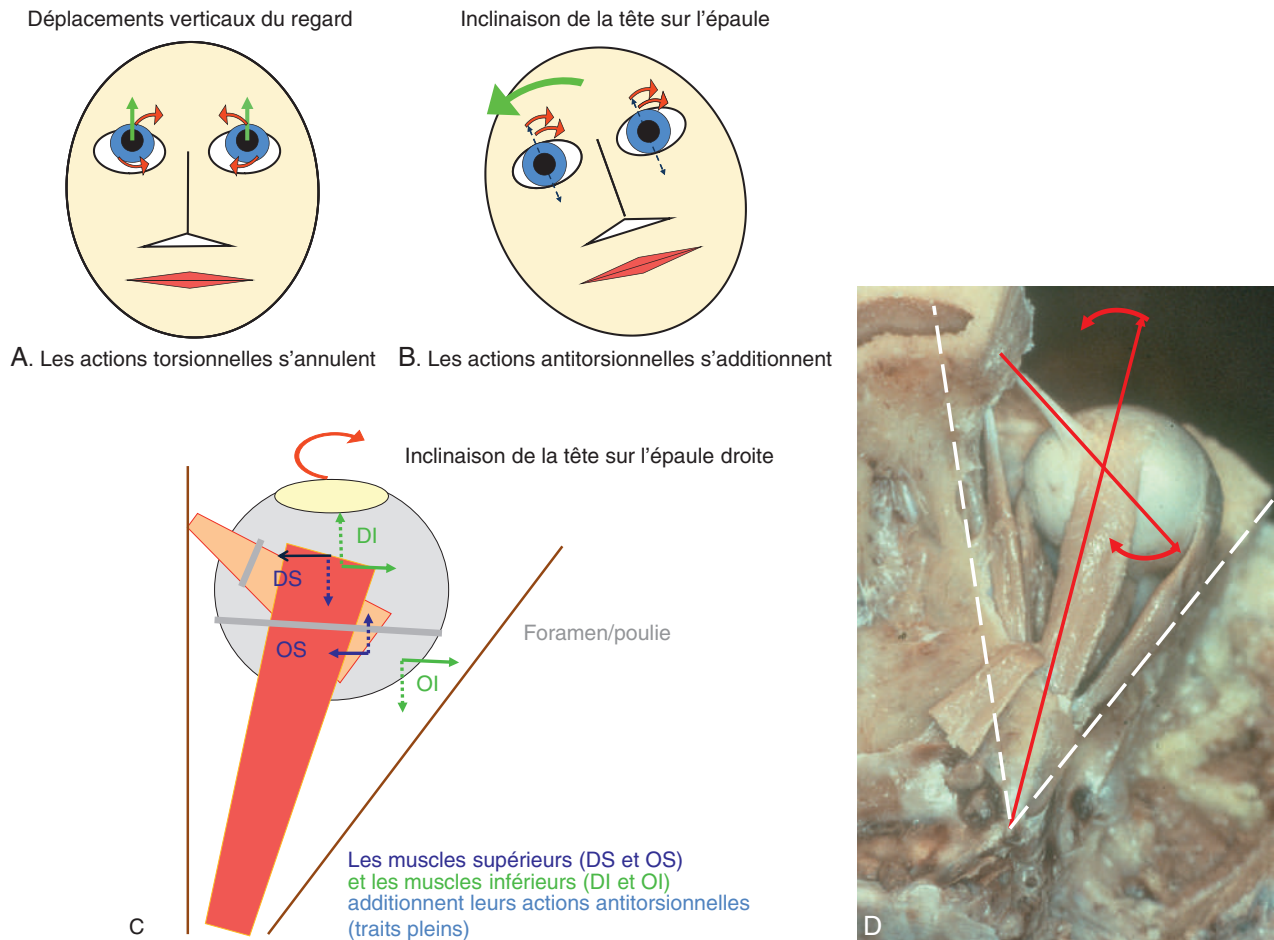 Déplacements verticaux du regard
Inclinaison de la tête sur l'épaule
A. Les actions torsionnelles s'annulent
B. Les actions antitorsionnelles s'additionnent
Inclinaison de la tête sur l'épaule droite
DI
DS
OS
Foramen/poulie
OI
Les muscles supérieurs (DS et OS)
et les muscles inférieurs (DI et OI)
additionnent leurs actions antitorsionnelles
(traits pleins)
C
D